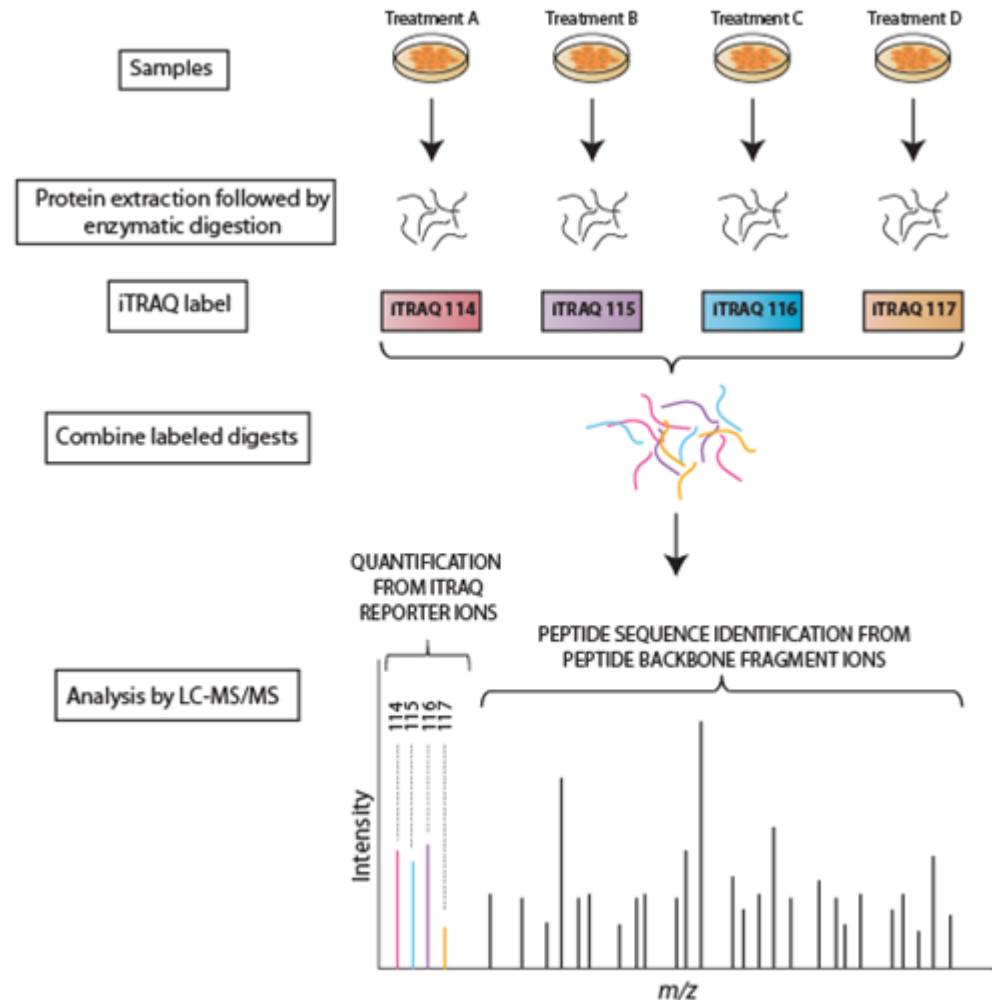 Treatment A
Treatment B
Treatment C
Treatment D
Samples
Protein extraction followed by
enzymatic digestion
iTRAQ label
iTRAQ 114
iTRAQ 115
iTRAQ 116
iTRAQ 117
Combine labeled digests
QUANTIFICATION
FROM ITRAQ
REPORTER IONS
PEPTIDE SEQUENCE IDENTIFICATION FROM
PEPTIDE BACKBONE FRAGMENT IONS
Analysis by LC-MS/MS
114
115
116
117
Intensity
m/z